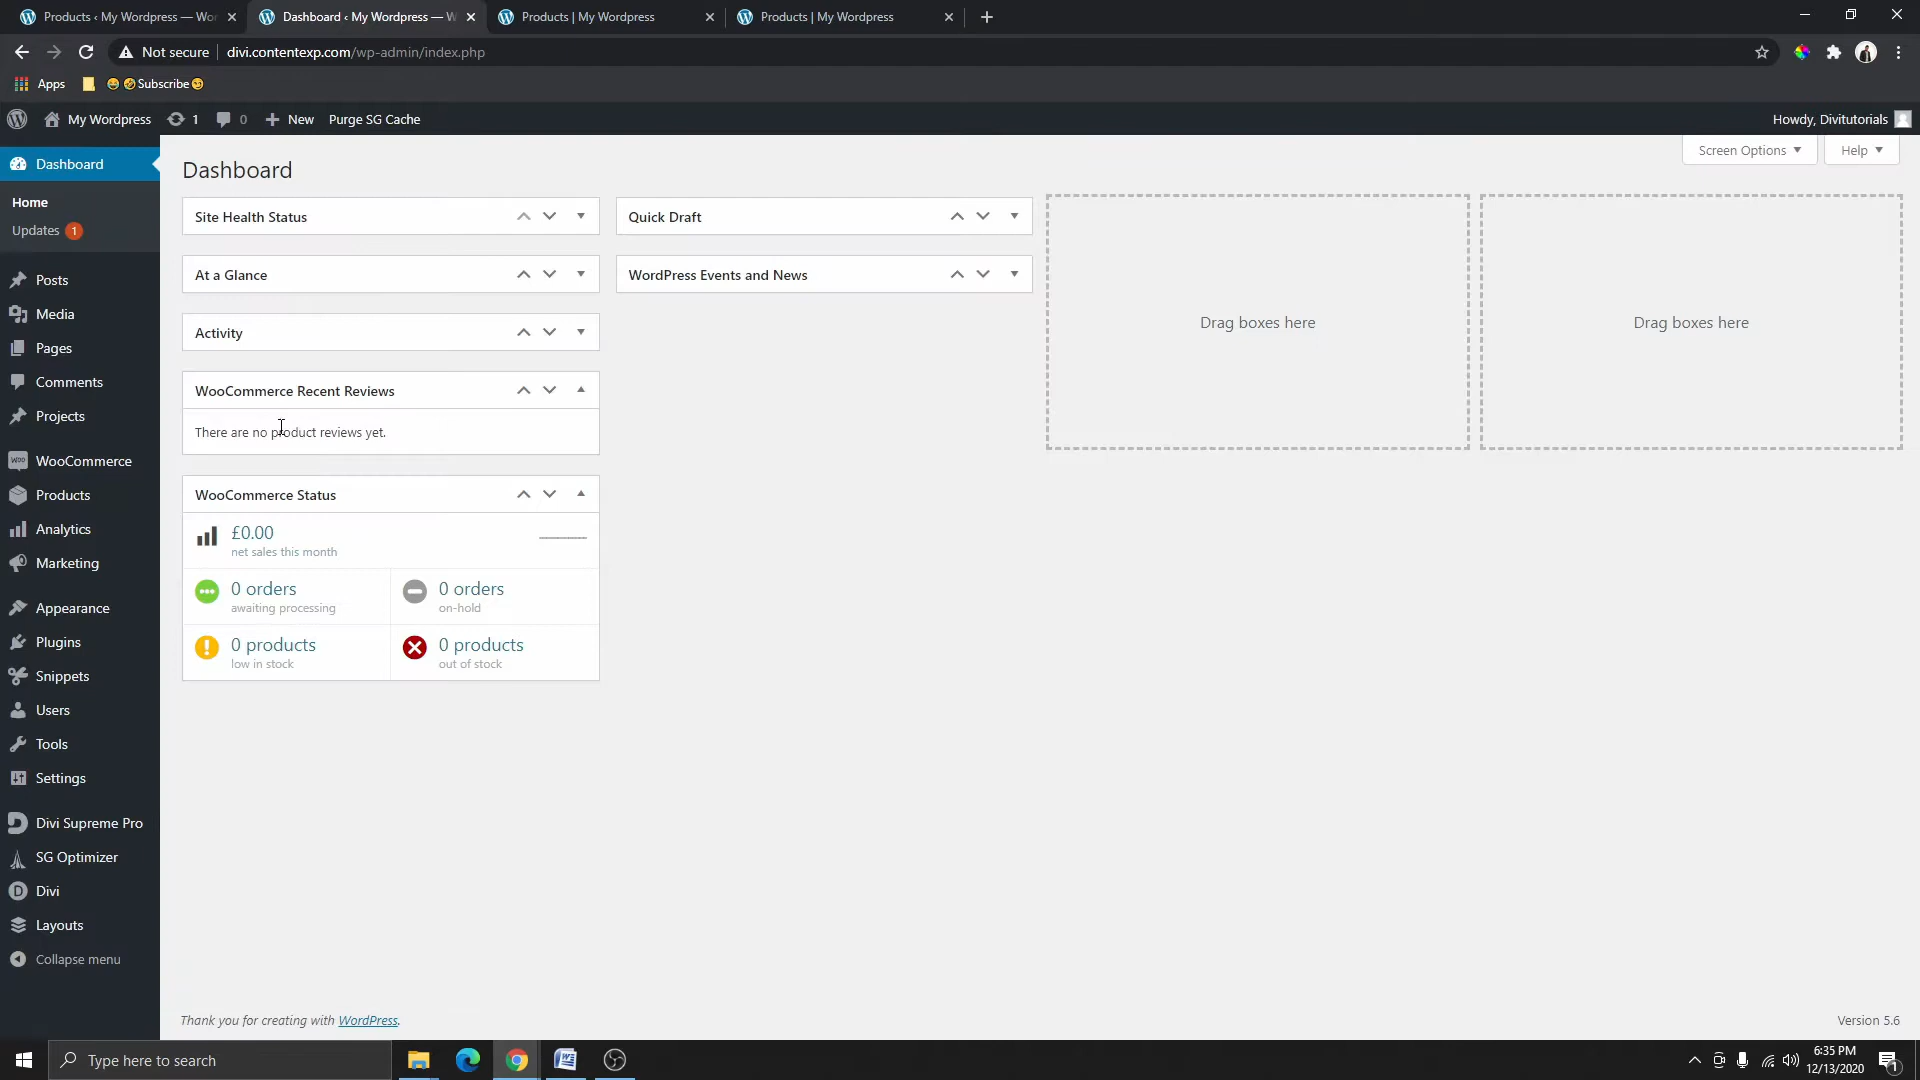 Products ‹ My Wordpress — Wor
Dashboard ‹ My Wordpress — W
Products | My Wordpress
Products | My Wordpress
Not secure
divi.contentexp.com/wp-admin/index.php
Apps
Subscribe
My Wordpress
1
0
New
Purge SG Cache
Howdy, Divitutorials
Dashboard
Home
Updates 1
Posts
Media
Pages
Comments
Projects
WooCommerce
Products
Analytics
Marketing
Appearance
Plugins
Snippets
Users
Tools
Settings
Divi Supreme Pro
SG Optimizer
Divi
Layouts
Collapse menu
Screen Options
Help
Dashboard
Site Health Status
At a Glance
Activity
WooCommerce Recent Reviews
There are no product reviews yet.
WooCommerce Status
£0.00
net sales this month
0 orders
awaiting processing
0 orders
on-hold
0 products
low in stock
0 products
out of stock
Quick Draft
WordPress Events and News
Drag boxes here
Drag boxes here
Thank you for creating with WordPress.
Version 5.6
Type here to search
6:35 PM
12/13/2020
1